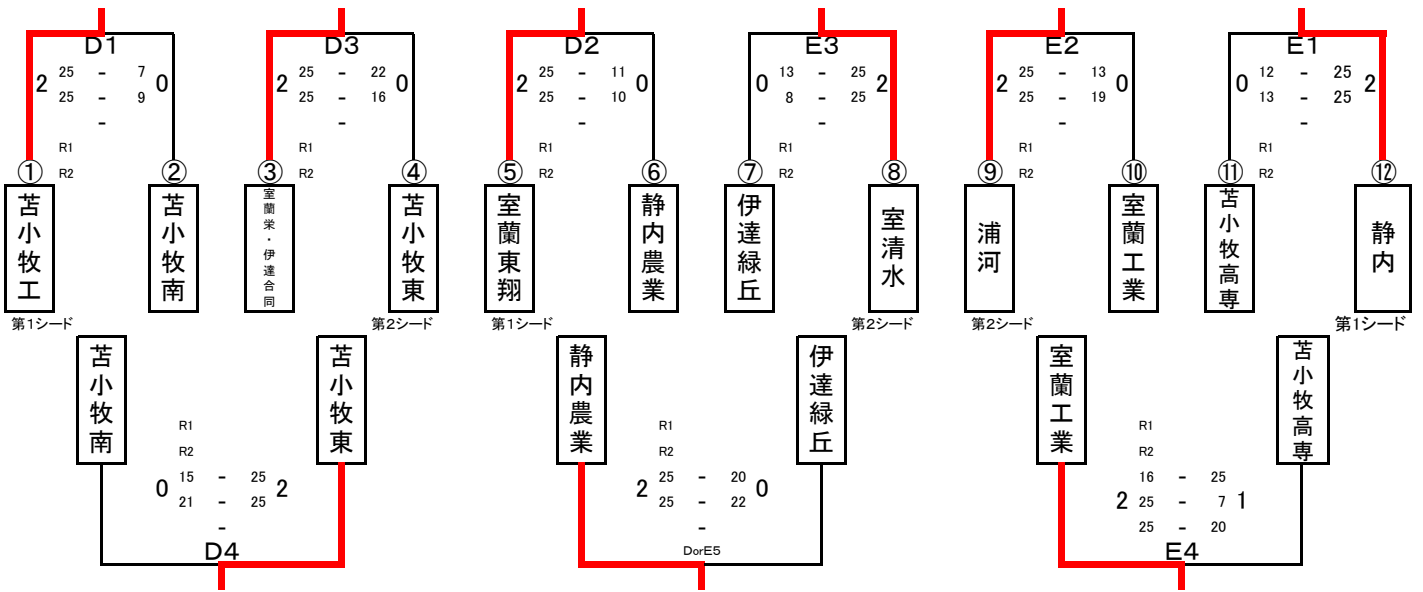 D1 D3 D2 E3 E2 E1
2 25 - 7 0 2 25 - 22 0 2 25 - 11 0 0 13 - 25 2 2 25 - 13 0 0 12 - 25 2
25 - 9 25 - 16 25 - 10 8 - 25 25 - 19 13 - 25
- - - - - -
R1 R1 R1 R1 R1
① R2 ② ③ R2 ④ ⑤ R2 ⑥ ⑦ ⑧ ⑨ R2 ⑩ ⑪ R2 ⑫
苫小牧工
苫小牧南
室蘭栄・伊達合同
苫小牧東
室蘭東翔
静内農業
伊達緑丘
室清水
浦河
室蘭工業
苫小牧高専
静内
第1シード 第2シード 第1シード 第2シード 第2シード 第1シード
苫小牧南
苫小牧東
静内農業
伊達緑丘
室蘭工業
苫小牧高専
R1 R1 R1
R2 R2 R2
0 15 - 25 2
21 - 25
-
D4
2 25 - 20 0
25 - 22
-
DorE5
16 - 25
2 25 - 7 1
25 - 20
E4